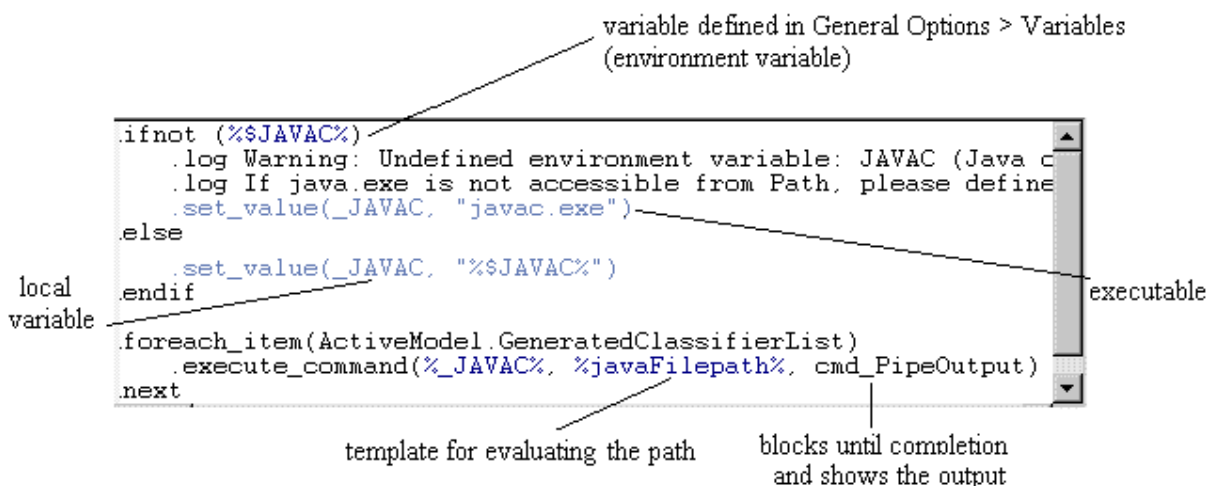 variable defined in General Options > Variables
(environment variable)
.ifnot (%$JAVAC%)
.log Warning: Undefined environment variable: JAVAC (Java c
.log If java.exe is not accessible from Path, please define
.set_value(_JAVAC, "javac.exe")
.else
.set_value(_JAVAC, "%$JAVAC%")
.endif
local
variable
executable
.foreach_item(ActiveModel.GeneratedClassifierList)
.execute_command(%_JAVAC%, %javaFilepath%, cmd_PipeOutput)
.next
template for evaluating the path
blocks until completion
and shows the output